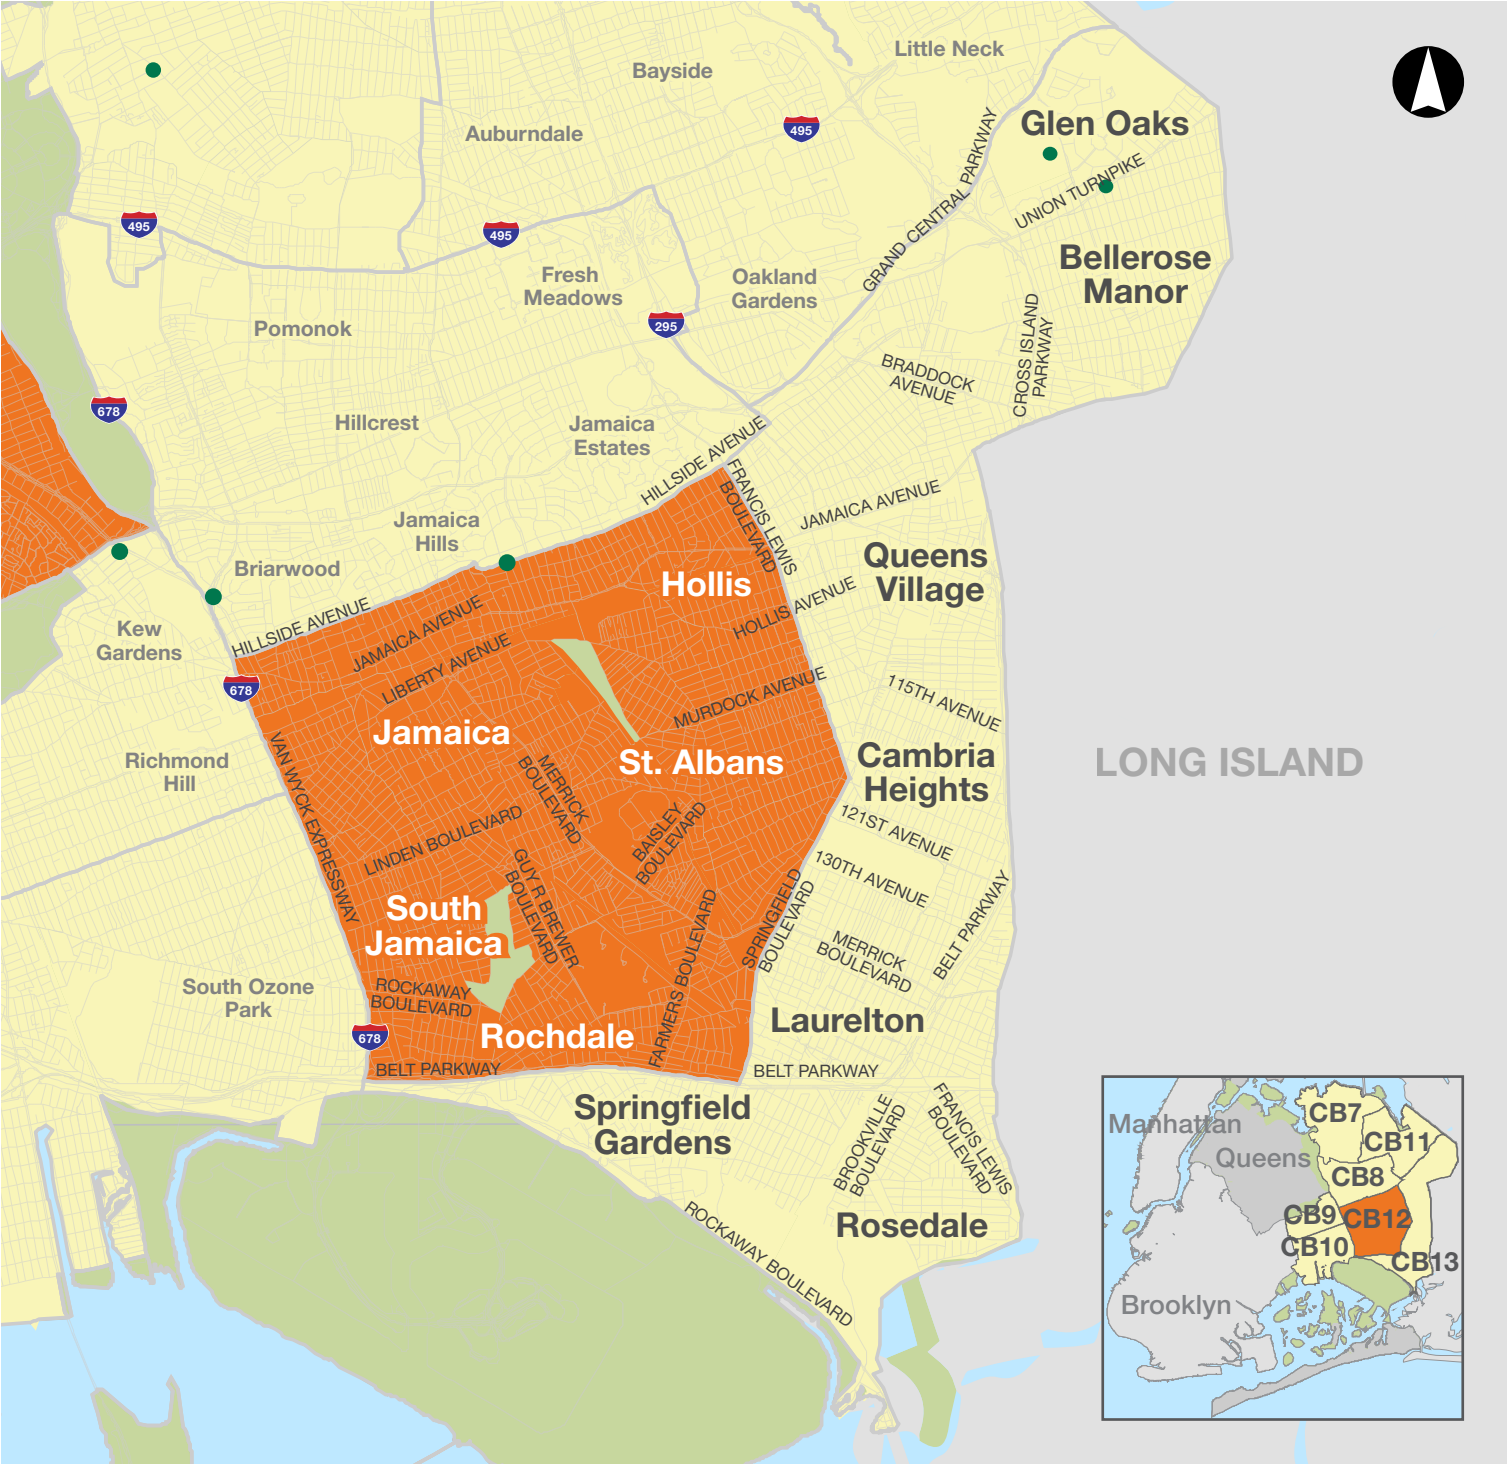 Little Neck
Bayside
495
Glen Oaks
Auburndale
UNION TURNPIKE
495
495
GRAND CENTRAL PARKWAY
Bellerose
Manor
Fresh
Meadows
Oakland
Gardens
295
Pomonok
CROSS ISLAND
PARKWAY
BRADDOCK
AVENUE
678
Hillcrest
Jamaica
Estates
HILLSIDE AVENUE
FRANCIS LEWIS
BOULEVARD
JAMAICA AVENUE
Jamaica
Hills
Queens
Village
Briarwood
Hollis
HILLSIDE AVENUE
JAMAICA AVENUE
HOLLIS AVENUE
Kew
Gardens
LIBERTY AVENUE
678
MURDOCK AVENUE
115TH AVENUE
Jamaica
St. Albans
Cambria
Heights
LONG ISLAND
Richmond
Hill
VAN WYCK EXPRESSWAY
MERRICK
BOULEVARD
BAISLEY
BOULEVARD
LINDEN BOULEVARD
121ST AVENUE
130TH AVENUE
GUY R BREWER
BOULEVARD
South
Jamaica
SPRINGFIELD
BOULEVARD
FARMERS BOULEVARD
MERRICK
BOULEVARD
BELT PARKWAY
South Ozone
Park
ROCKAWAY
BOULEVARD
678
Rochdale
Laurelton
BELT PARKWAY
BELT PARKWAY
Springfield
Gardens
BROOKVILLE
BOULEVARD
FRANCIS LEWIS
BOULEVARD
ROCKAWAY BOULEVARD
Rosedale
Manhattan
CB7
CB11
Queens
CB8
CB9
CB12
CB10
CB13
Brooklyn